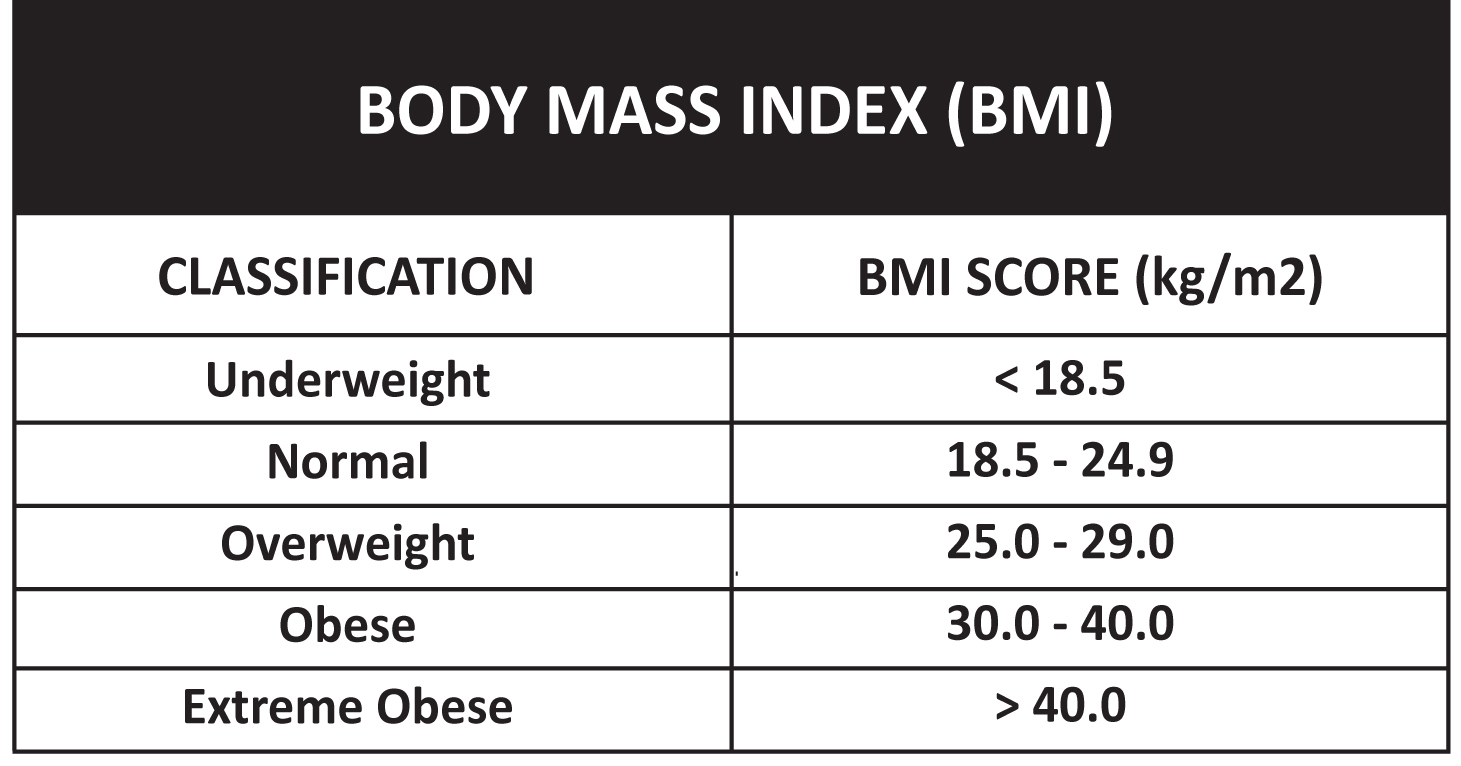 BODY MASS INDEX (BMI)
CLASSIFICATION BMI SCORE (kg/m2)
Underweight < 18.5
Normal 18.5 - 24.9
Overweight 25.0 - 29.0
Obese 30.0 - 40.0
Extreme Obese > 40.0